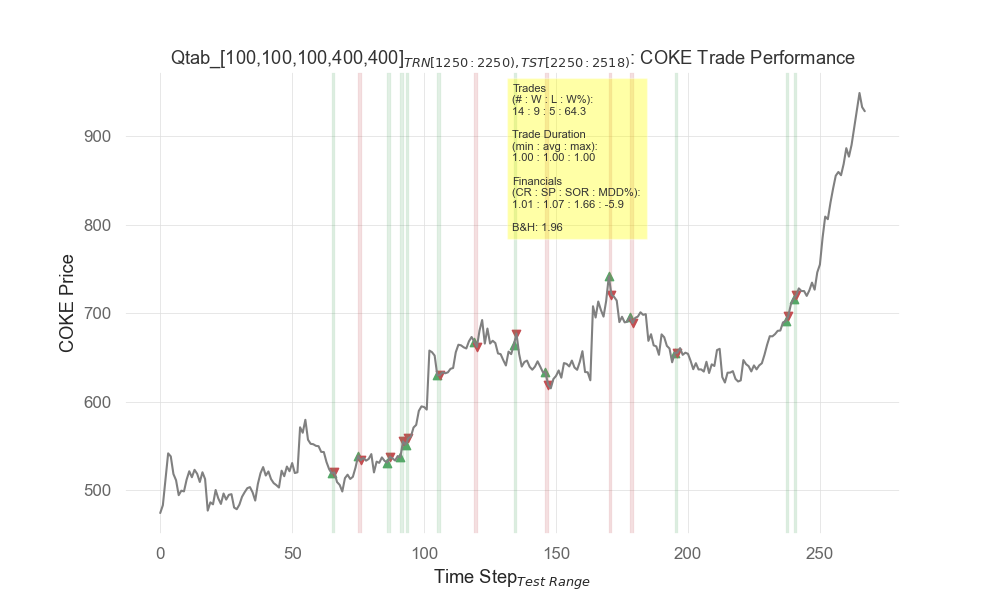 Qtab_[100,100,100,400,400]TRN[1250:2250),TST[2250:2518): COKE Trade Performance
Trades
(# : W : L : W%):
14 : 9 : 5 : 64.3
Trade Duration
(min : avg : max):
1.00 : 1.00 : 1.00
Financials
(CR : SP : SOR : MDD%):
1.01 : 1.07 : 1.66 : -5.9
B&H: 1.96
900
800
700
600
500
COKE Price
0 50 100 150 200 250
Time Step Test Range